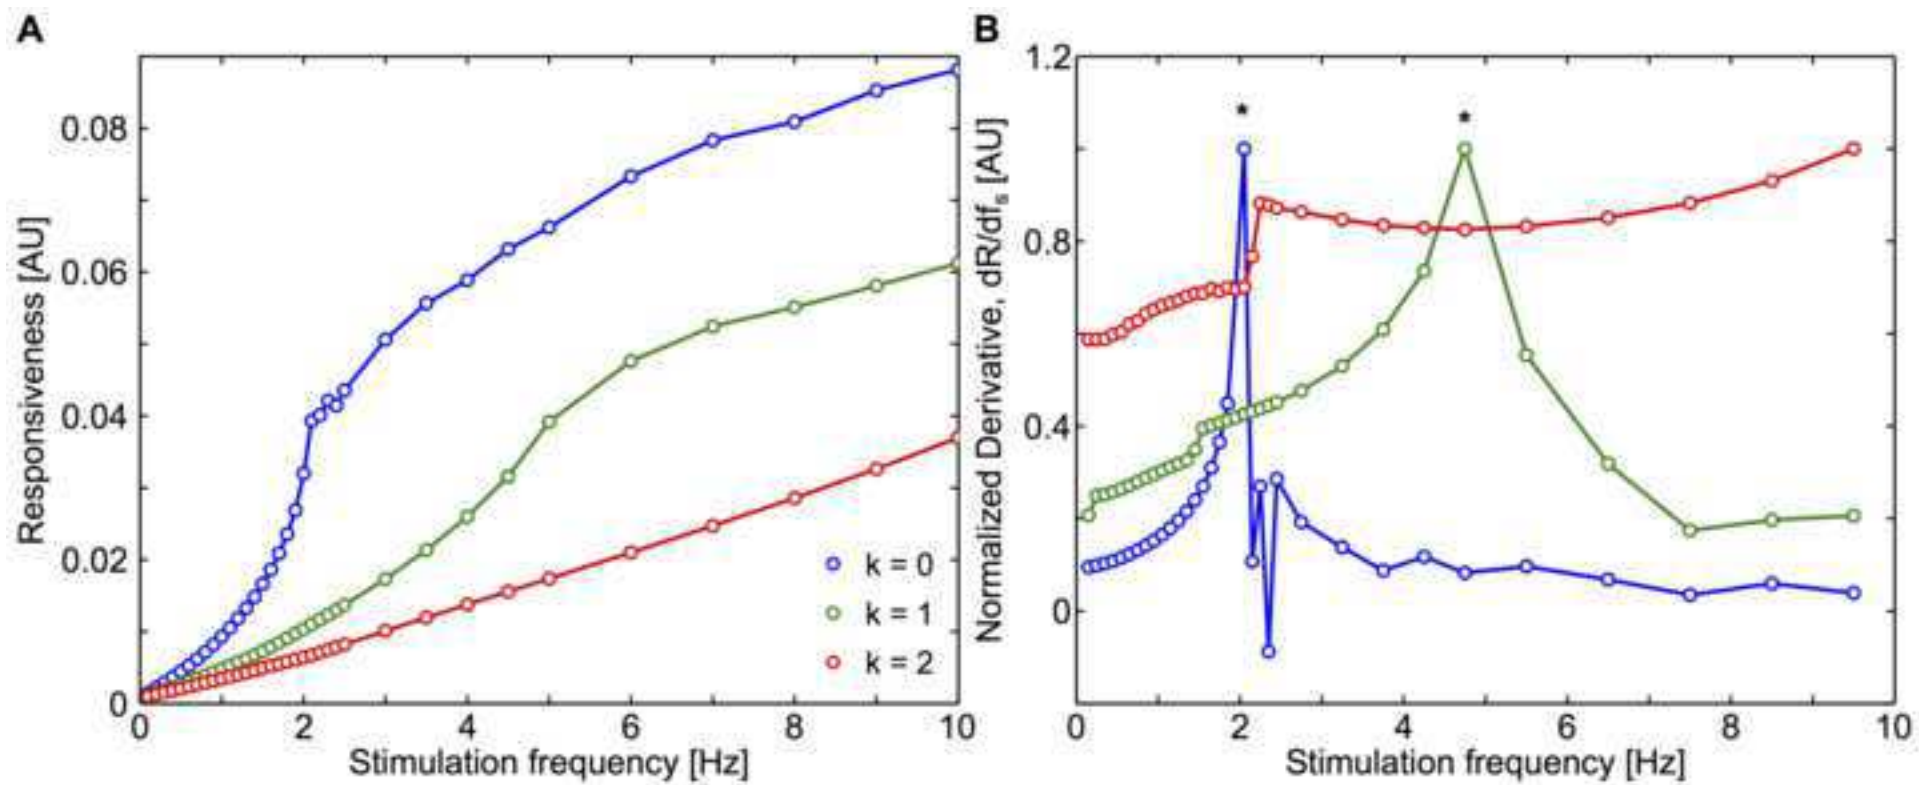 A
B
Responsiveness [AU]
0.08
0.06
0.04
0.02
0
0 2 4 6 8 10
Stimulation frequency [Hz]
k = 0
k = 1
k = 2
Normalized Derivative, dR/dfs [AU]
1.2
0.8
0.4
0
* *
0 2 4 6 8 10
Stimulation frequency [Hz]